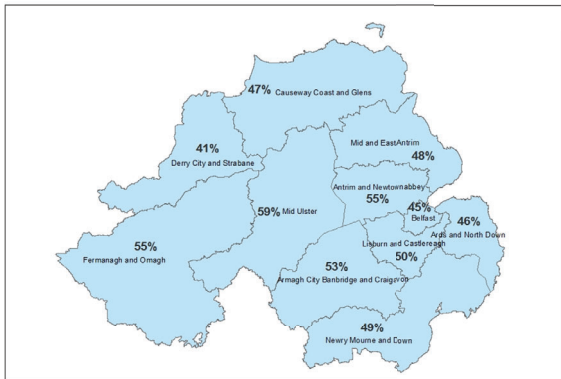 47% Causeway Coast and Glens
Mid and EastAntrim
48%
41%
Derry City and Strabane
Antrim and Newtownabbey
55%
45%
Belfast
59% Mid Ulster
46%
Ards and North Down
Lisburn and Castlereagh
50%
55%
Fermanagh and Omagh
53%
Armagh City Banbridge and Craigavon
49%
Newry Mourne and Down